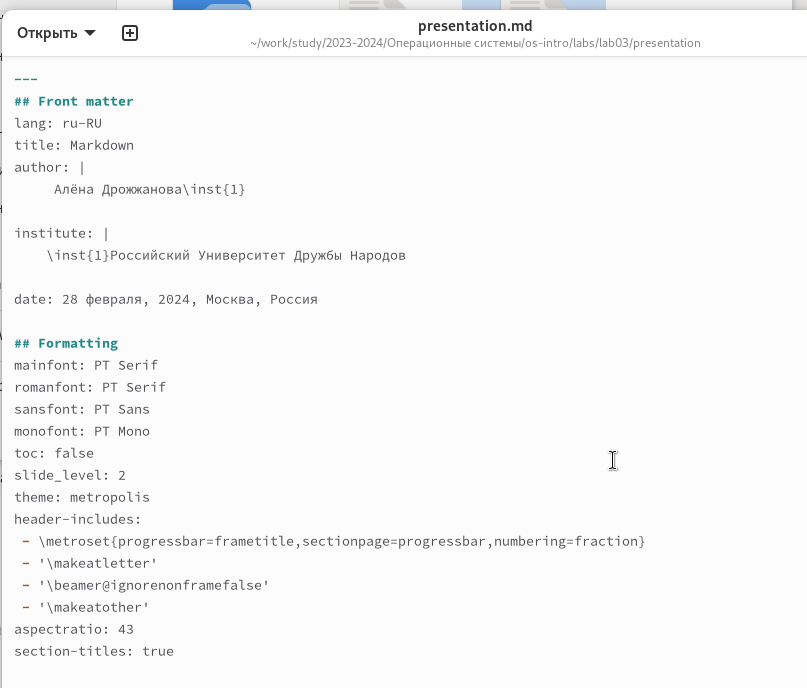 Открыть
presentation.md
~/work/study/2023-2024/Операционные системы/os-intro/labs/lab03/presentation
---
## Front matter
lang: ru-RU
title: Markdown
author: |
Алёна Дрожжанова\inst{1}
institute: |
\inst{1}Российский Университет Дружбы Народов
date: 28 февраля, 2024, Москва, Россия
## Formatting
mainfont: PT Serif
romanfont: PT Serif
sansfont: PT Sans
monofont: PT Mono
toc: false
slide_level: 2
theme: metropolis
header-includes:
- \metroset{progressbar=frametitle,sectionpage=progressbar,numbering=fraction}
- '\makeatletter'
- '\beamer@ignorenonframefalse'
- '\makeatother'
aspectratio: 43
section-titles: true